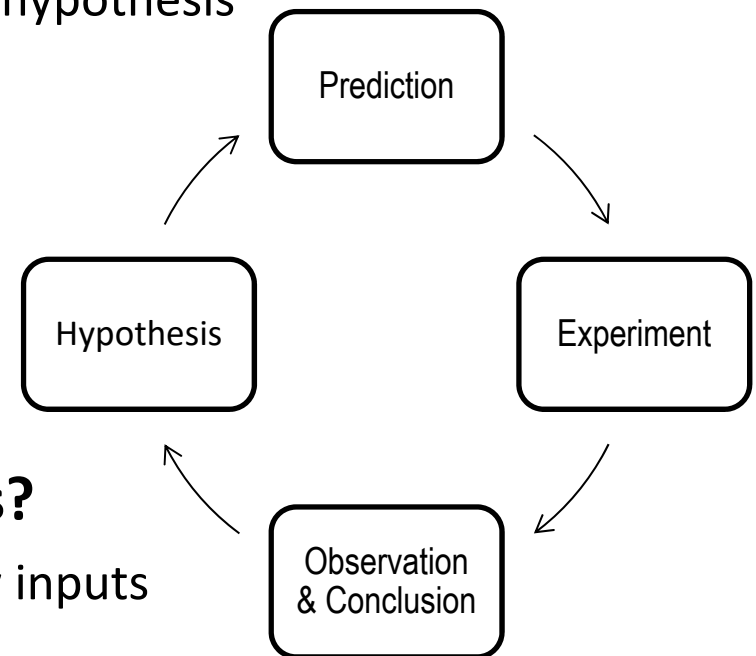 hypothesis
Prediction
Hypothesis
Experiment
s?
inputs
Observation
& Conclusion